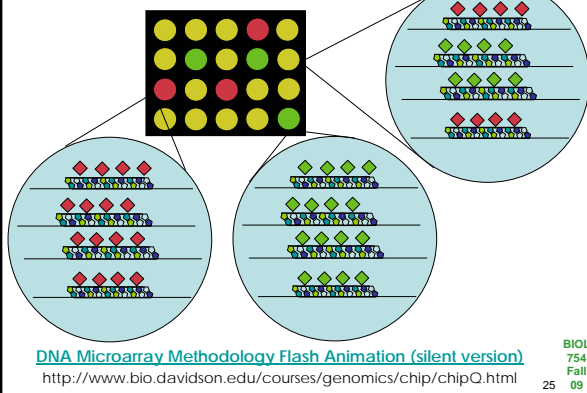 DNA Microarray Methodology Flash Animation (silent version)
http://www.bio.davidson.edu/courses/genomics/chip/chipQ.html
25
BIOL
754
Fall
09